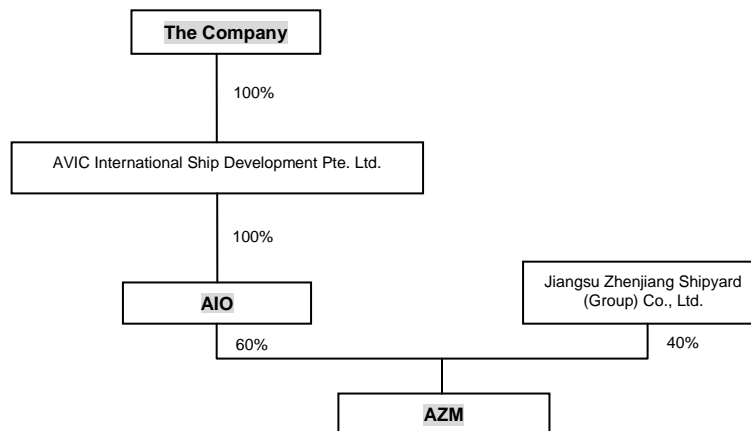 The Company
100%
AVIC International Ship Development Pte. Ltd.
100%
AIO
Jiangsu Zhenjiang Shipyard
(Group) Co., Ltd.
60%
40%
AZM